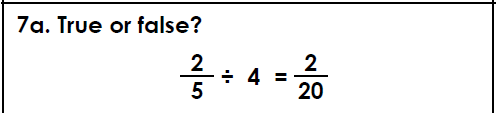 7a. True or false?
2/5 ÷ 4 = 2/20